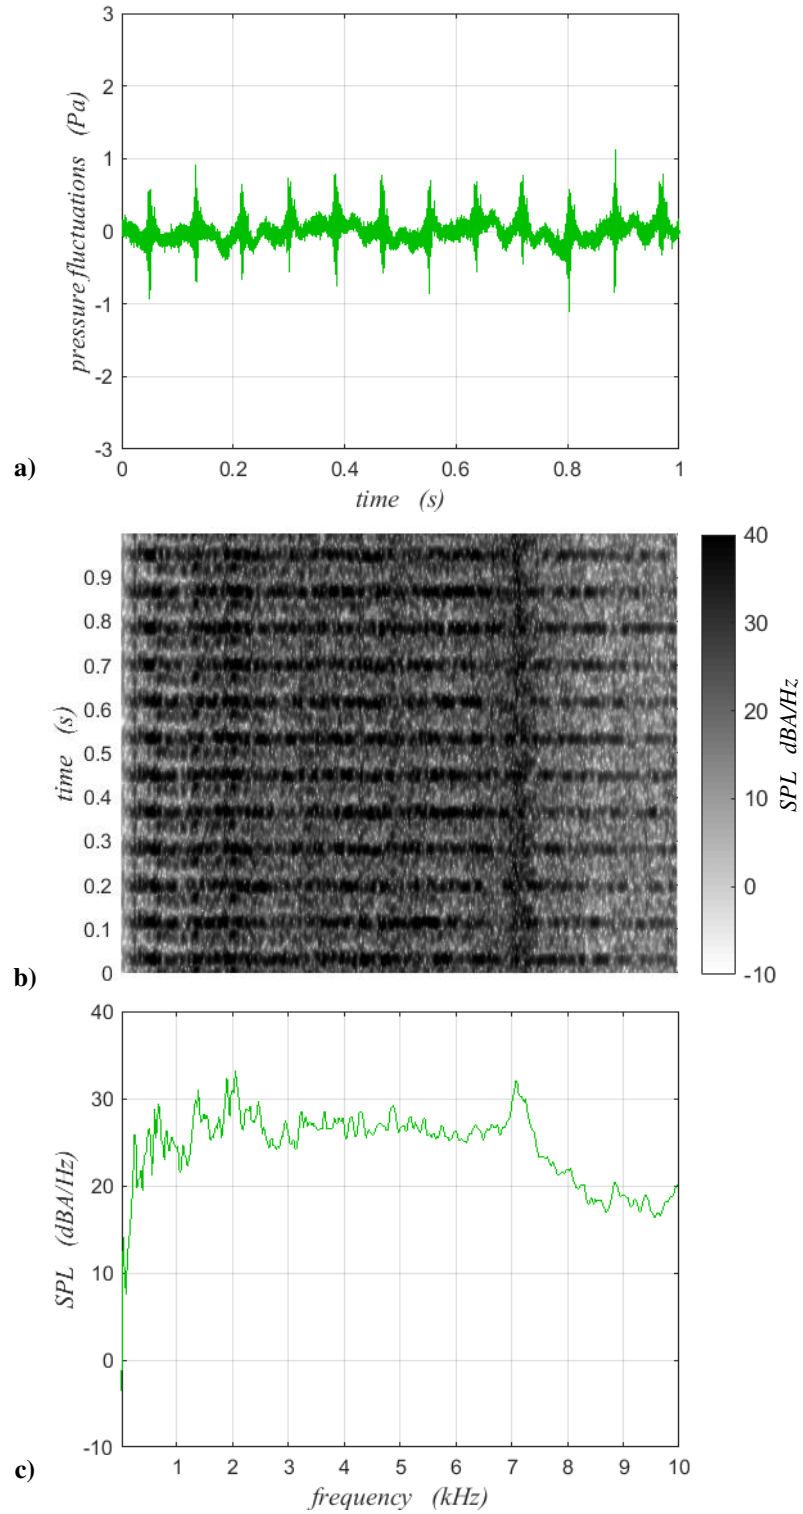 3
2
1
0
-1
-2
-3
pressure fluctuations (Pa)
a)
0 0.2 0.4 0.6 0.8 1
time (s)
0.9
0.8
0.7
0.6
0.5
0.4
0.3
0.2
0.1
0
time (s)
b)
40
30
20
10
0
-10
SPL dBA/Hz
40
30
20
10
0
-10
SPL (dBA/Hz)
c)
1 2 3 4 5 6 7 8 9 10
frequency (kHz)